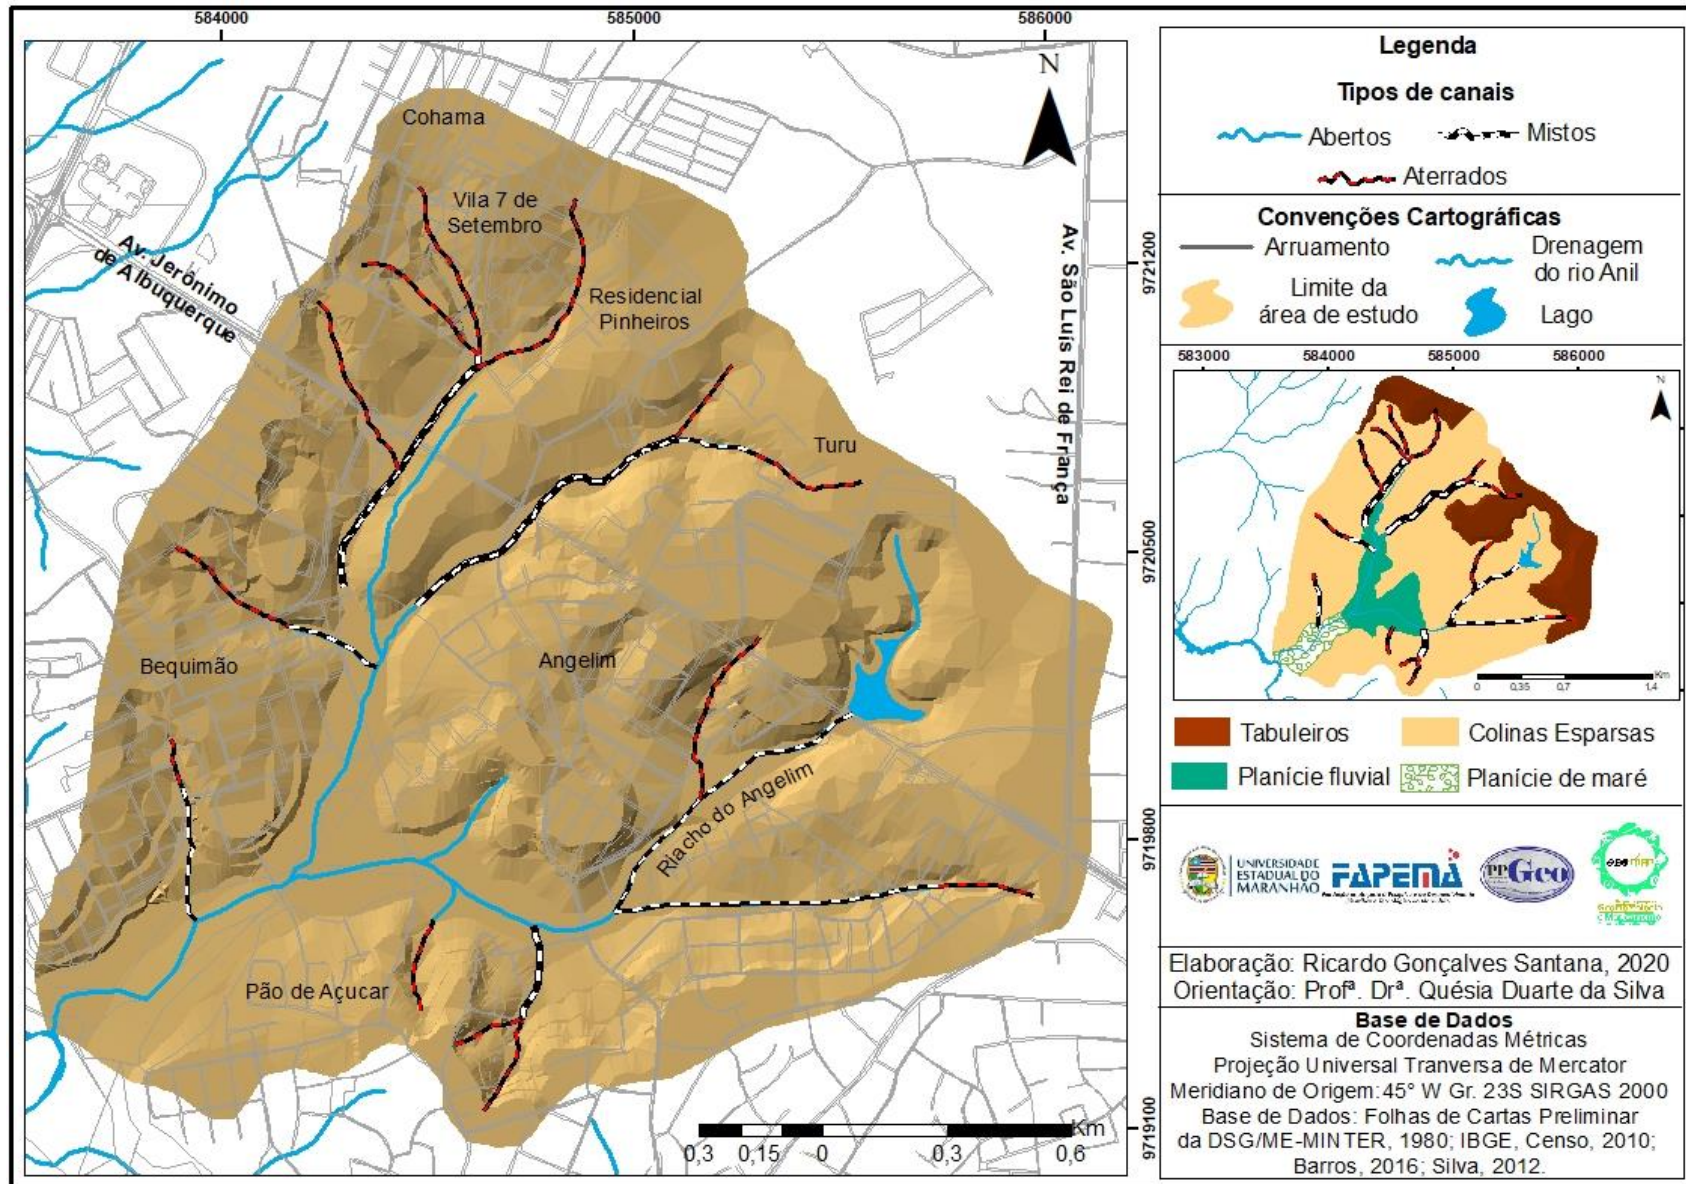 584000
585000
586000
N
Cohama
Vila 7 de
Setembro
Av. Jerônimo
de Albuquerque
Residencial
Pinheiros
Av. São Luís Rei de França
Turu
Bequimão
Angelim
Riacho do Angelim
Pão de Açucar
9721200
9720500
9719800
9719100
Km
0,3 0,15 0 0,3 0,6
Legenda
Tipos de canais
Abertos
Mistos
Aterrados
Convenções Cartográficas
Arruamento
Drenagem
do rio Anil
Limite da
área de estudo
Lago
583000 584000 585000 586000
N
Km
0 0,35 0,7 1,4
Tabuleiros
Colinas Esparsas
Planície fluvial
Planície de maré
UNIVERSIDADE
ESTADUAL DO
MARANHÃO
FAPEMA
PPGeo
Elaboração: Ricardo Gonçalves Santana, 2020
Orientação: Profª. Drª. Quésia Duarte da Silva
Base de Dados
Sistema de Coordenadas Métricas
Projeção Universal Tranversa de Mercator
Meridiano de Origem:45° W Gr. 23S SIRGAS 2000
Base de Dados: Folhas de Cartas Preliminar
da DSG/ME-MINTER, 1980; IBGE, Censo, 2010;
Barros, 2016; Silva, 2012.